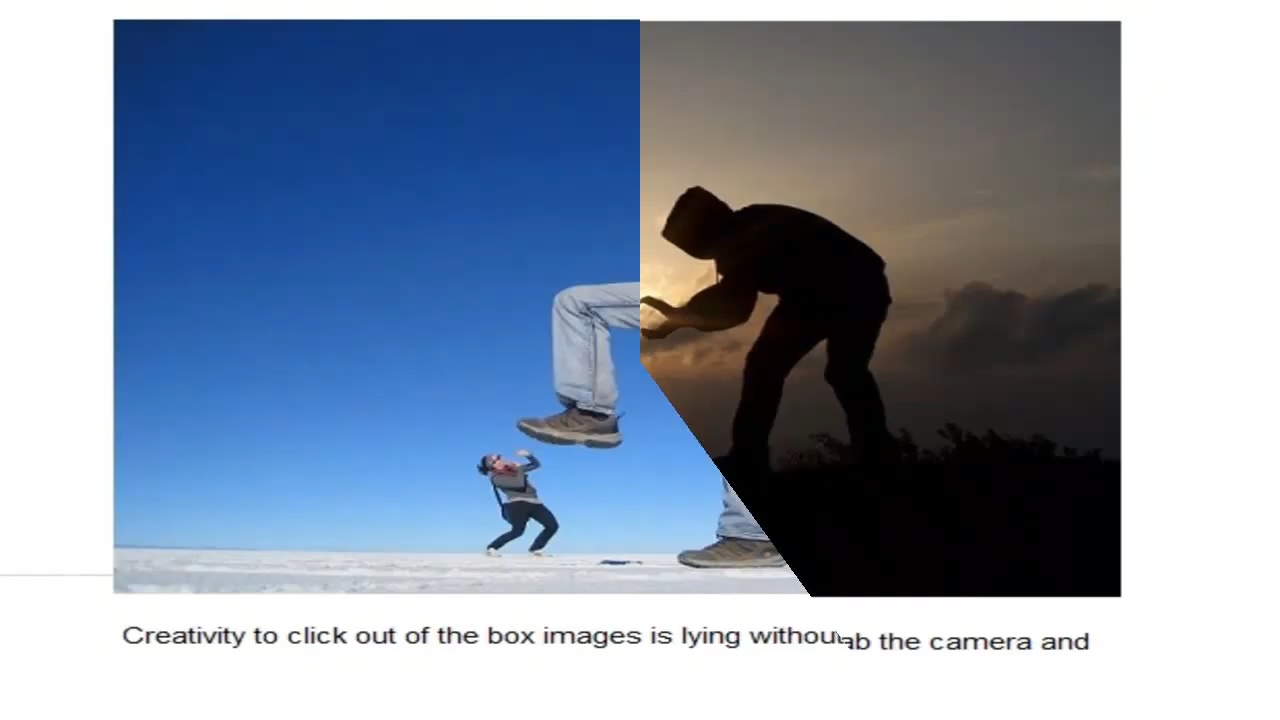 Creativity to click out of the box images is lying the camera and